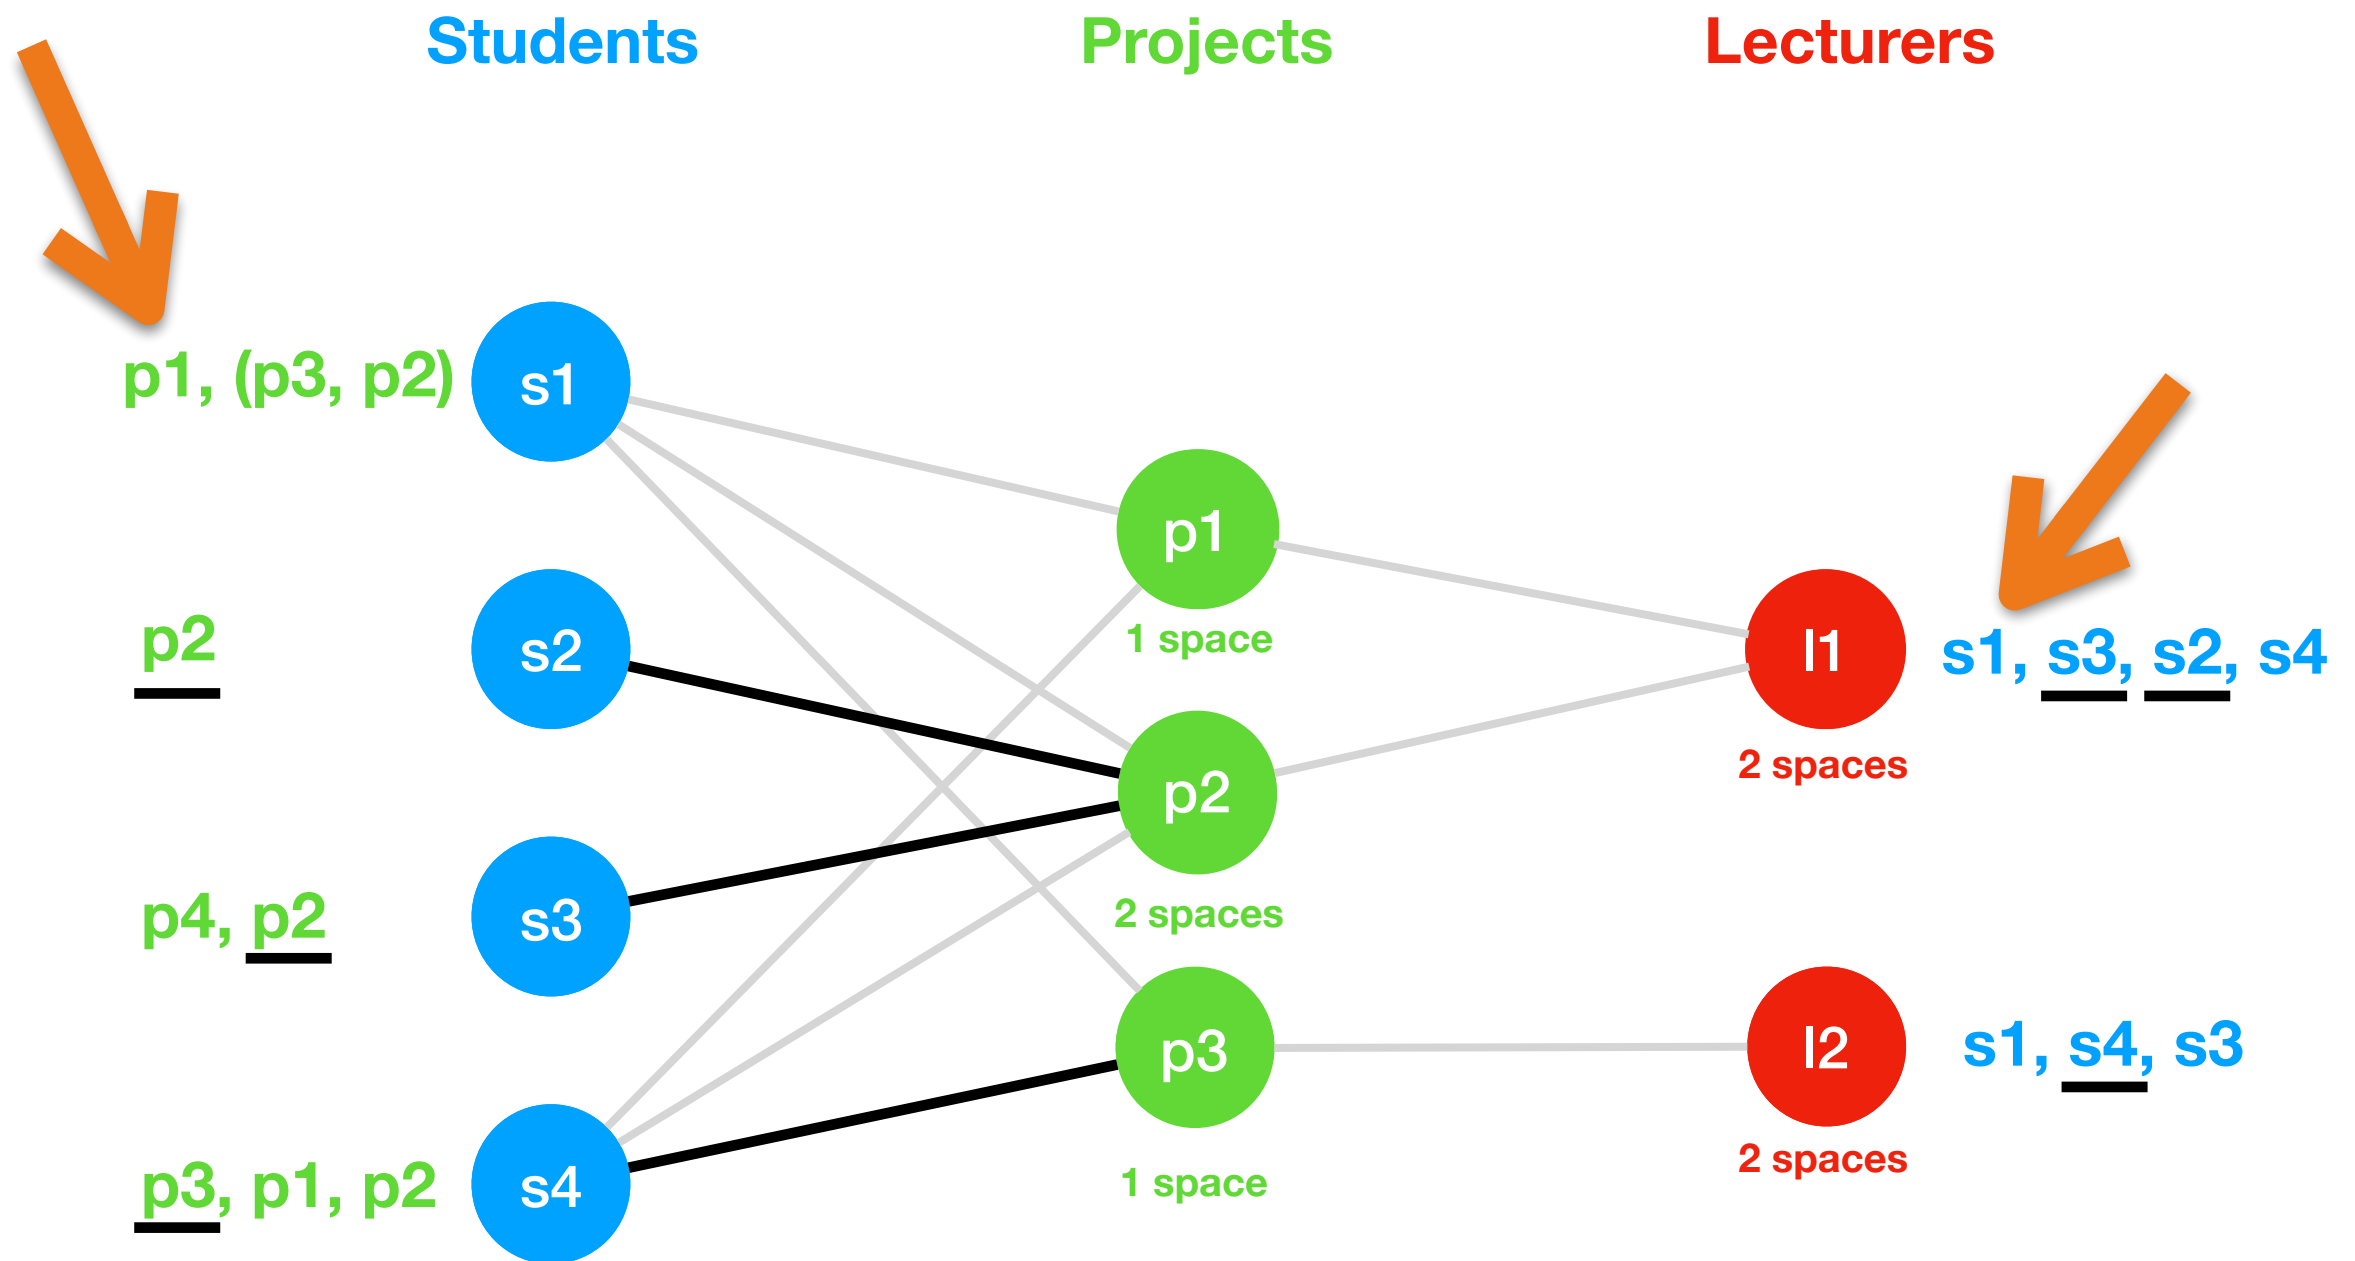 Students Projects Lecturers
p1, (p3, p2) s1
p1
1 space
p2 s2 l1 s1, s3, s2, s4
2 spaces
p2
2 spaces
p4, p2 s3
p3 l2 s1, s4, s3
1 space 2 spaces
p3, p1, p2 s4